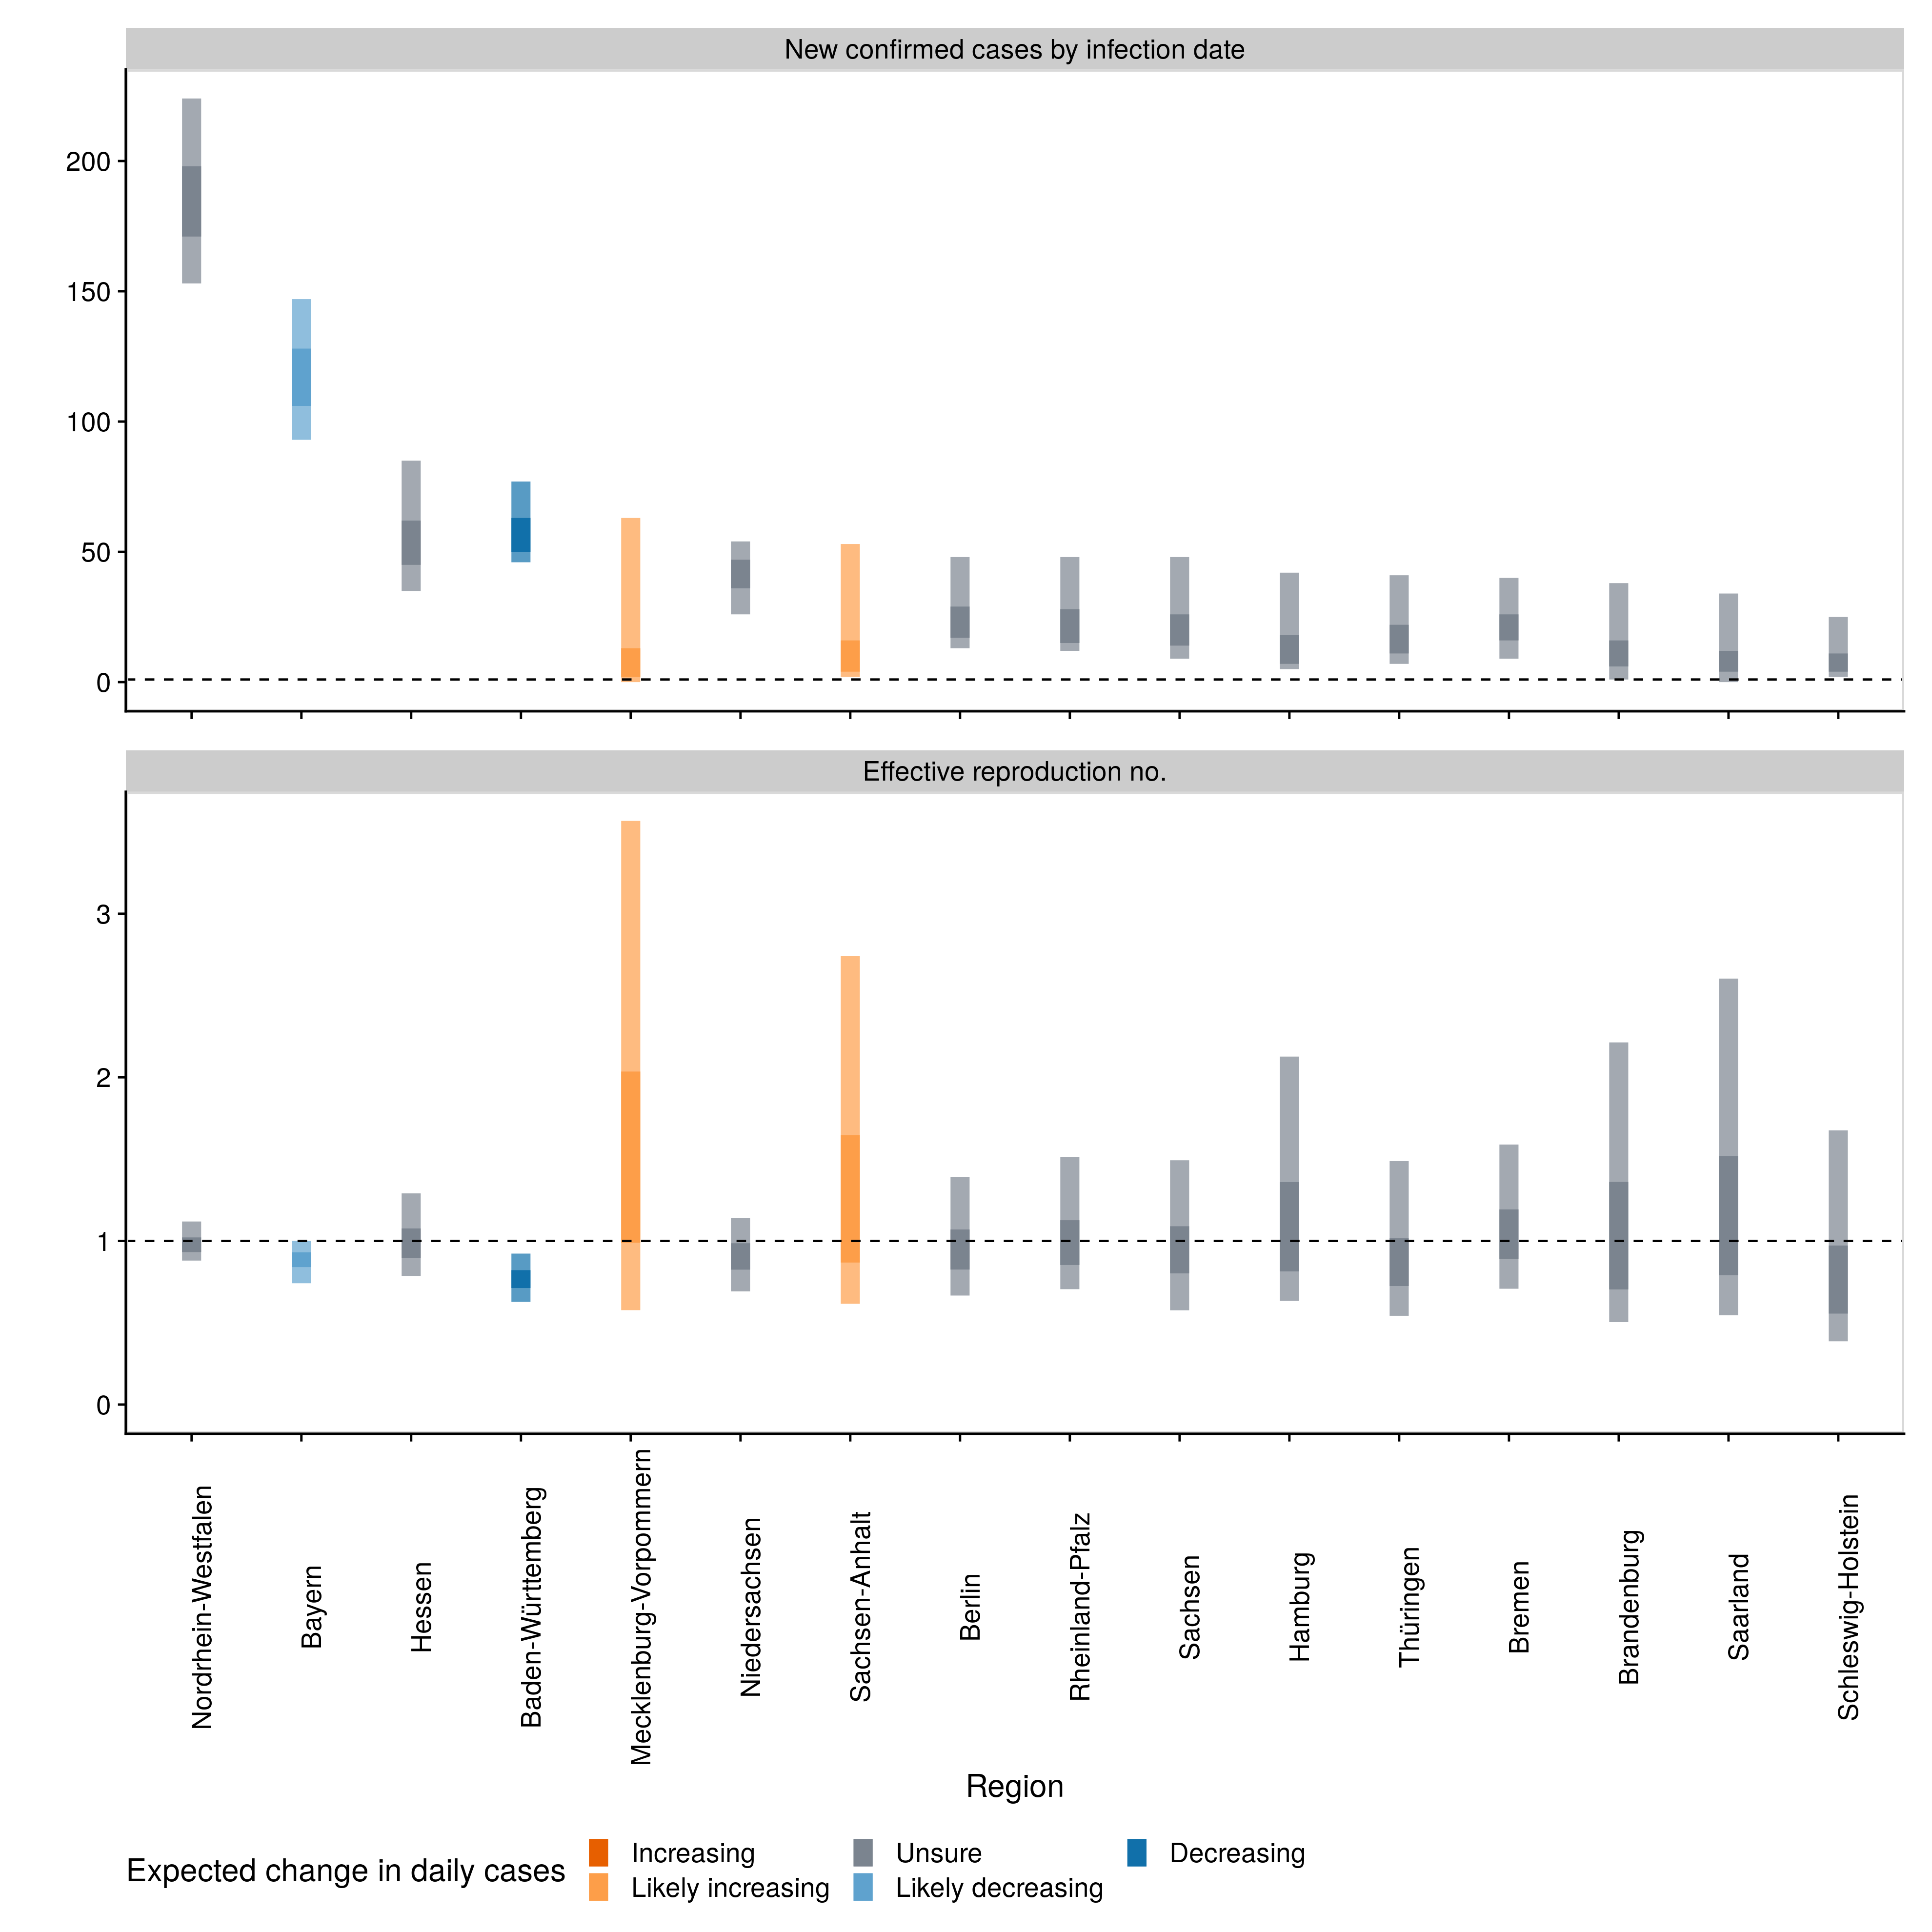 New confirmed cases by infection date
200
150
100
50
0
Effective reproduction no.
3
2
1
0
Nordrhein-Westfalen
Bayern
Hessen
Baden-Württemberg
Mecklenburg-Vorpommern
Niedersachsen
Sachsen-Anhalt
Berlin
Rheinland-Pfalz
Sachsen
Hamburg
Thüringen
Bremen
Brandenburg
Saarland
Schleswig-Holstein
Region
Expected change in daily cases
Increasing
Unsure
Decreasing
Likely increasing
Likely decreasing